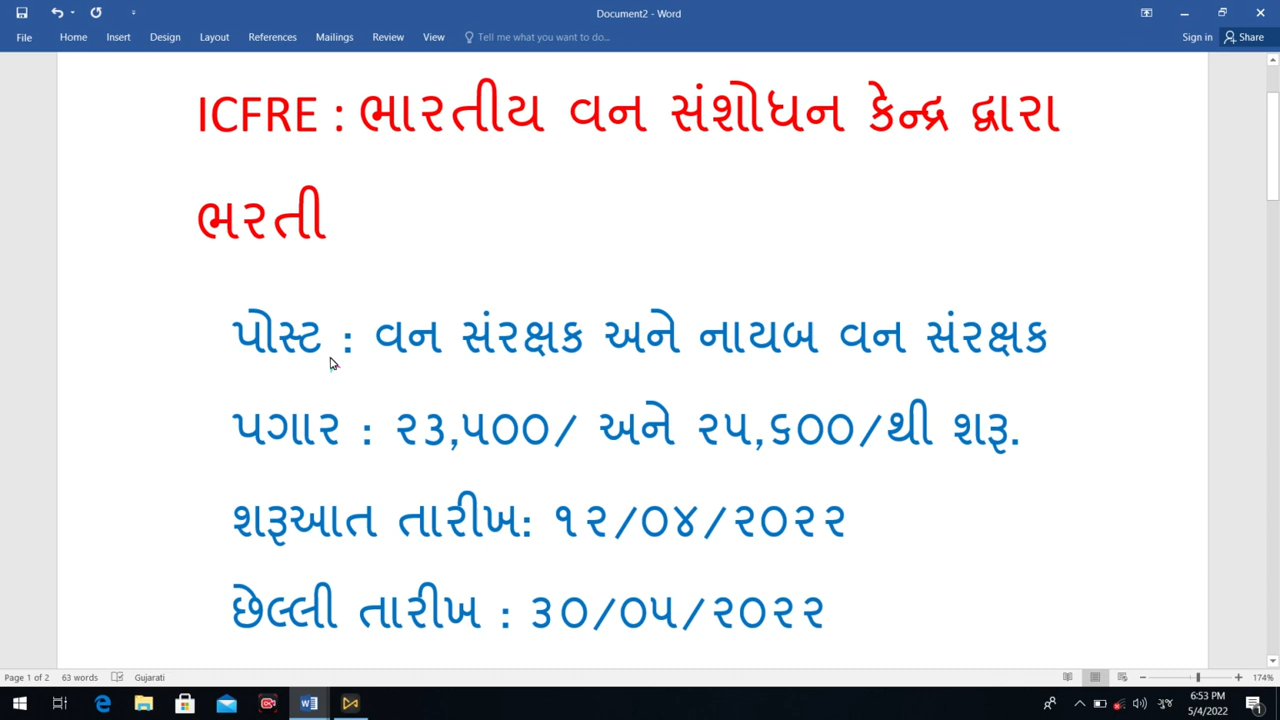 Document2 - Word
File Home Insert Design Layout References Mailings Review View Tell me what you want to do... Sign in Share
ICFRE : ભારતીય વન સંશોધન કેન્દ્ર દ્વારા
ભરતી
પોસ્ટ : વન સંરક્ષક અને નાયબ વન સંરક્ષક
પગાર : ૨૩,૫૦૦/ અને ૨૫,૬૦૦/થી શરૂ.
શરૂઆત તારીખ: ૧૨/૦૪/૨૦૨૨
છેલ્લી તારીખ : ૩૦/૦૫/૨૦૨૨
Page 1 of 2 63 words Gujarati 174%
6:53 PM
5/4/2022